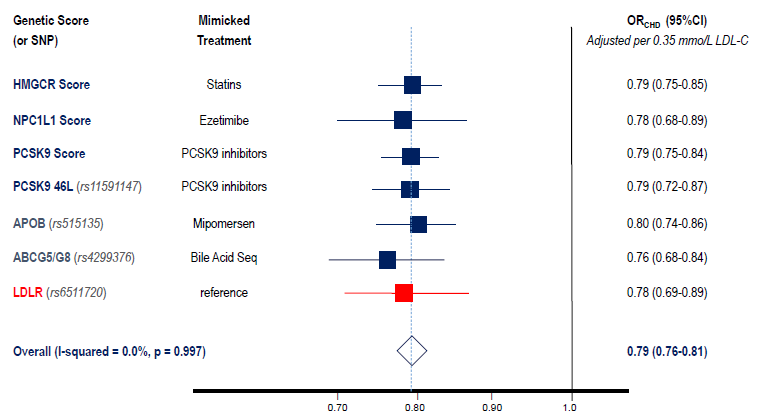 Genetic Score Mimicked ORCHD (95%CI)
(or SNP) Treatment Adjusted per 0.35 mmo/L LDL-C
HMGCR Score Statins 0.79 (0.75-0.85)
NPC1L1 Score Ezetimibe 0.78 (0.68-0.89)
PCSK9 Score PCSK9 inhibitors 0.79 (0.75-0.84)
PCSK9 46L (rs11591147) PCSK9 inhibitors 0.79 (0.72-0.87)
APOB (rs515135) Mipomersen 0.80 (0.74-0.86)
ABCG5/G8 (rs4299376) Bile Acid Seq 0.76 (0.68-0.84)
LDLR (rs6511720) reference 0.78 (0.69-0.89)
Overall (I-squared = 0.0%, p = 0.997) 0.79 (0.76-0.81)
0.70 0.80 0.90 1.0